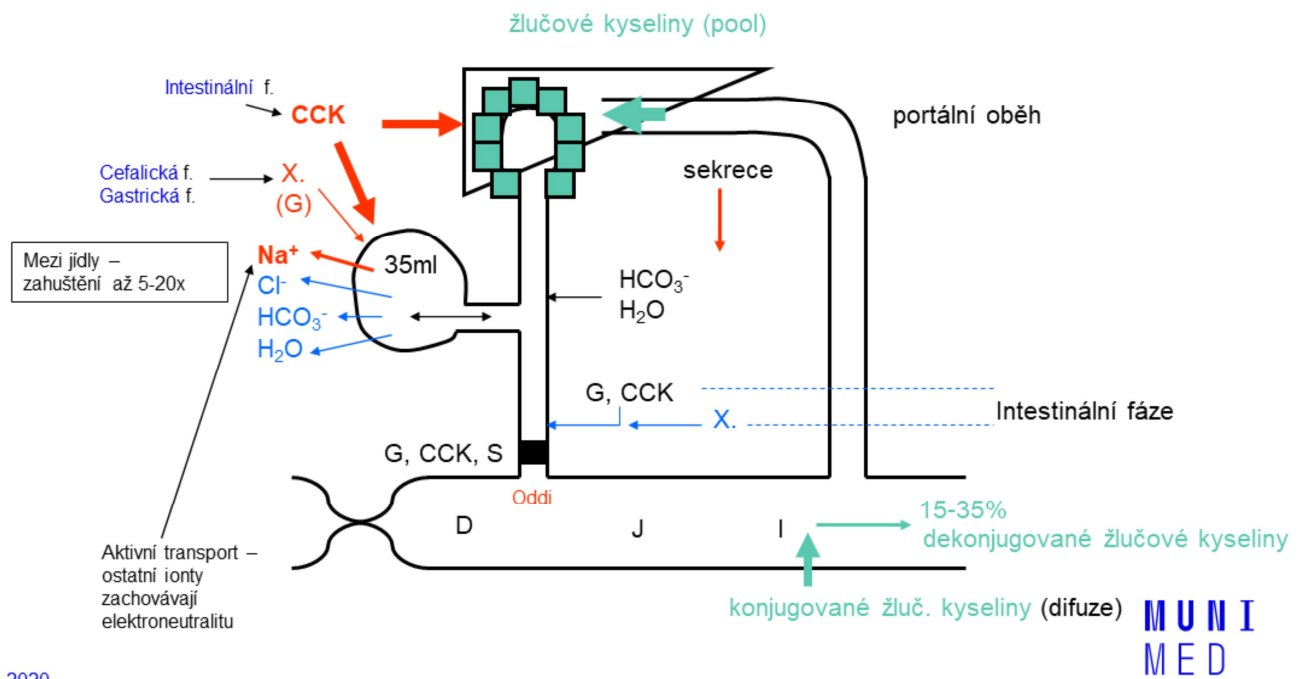 žlučové kyseliny (pool)
Intestinální f.
CCK
portální oběh
Cefalická f.
Gastrická f.
X.
(G)
sekrece
Mezi jídly –
zahuštění až 5-20x
Na⁺
Cl⁻
HCO₃⁻
H₂O
35ml
HCO₃⁻
H₂O
G, CCK
X.
Intestinální fáze
G, CCK, S
Oddi
D
J
I
15-35%
dekonjugované žlučové kyseliny
Aktivní transport –
ostatní ionty
zachovávají
elektroneutralitu
konjugované žluč. kyseliny (difuze)
MUNI
MED